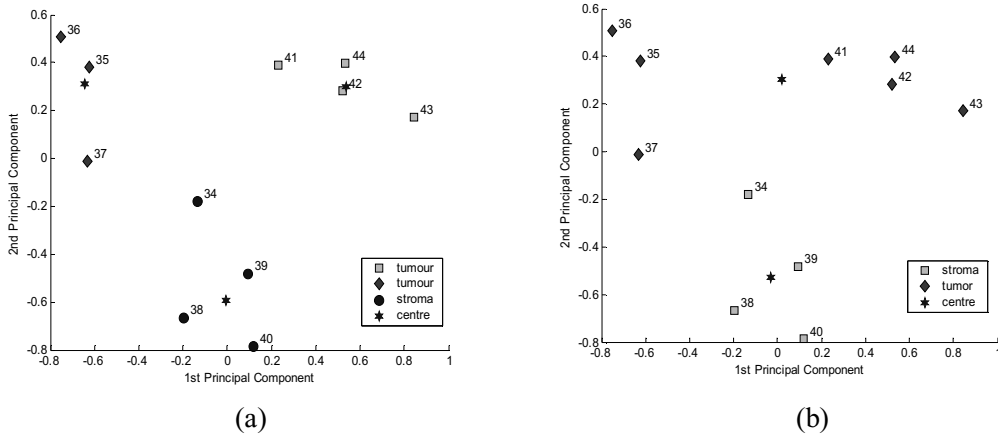 0.6
0.4
0.2
0
-0.2
-0.4
-0.6
-0.8
2nd Principal Component
36
35
37
41
44
42
43
34
39
38
40
tumour
tumour
stroma
centre
-0.8 -0.6 -0.4 -0.2 0 0.2 0.4 0.6 0.8 1
1st Principal Component
(a)
0.6
0.4
0.2
0
-0.2
-0.4
-0.6
-0.8
2nd Principal Component
36
35
37
41
44
42
43
34
39
38
40
stroma
tumor
centre
-0.8 -0.6 -0.4 -0.2 0 0.2 0.4 0.6 0.8 1
1st Principal Component
(b)